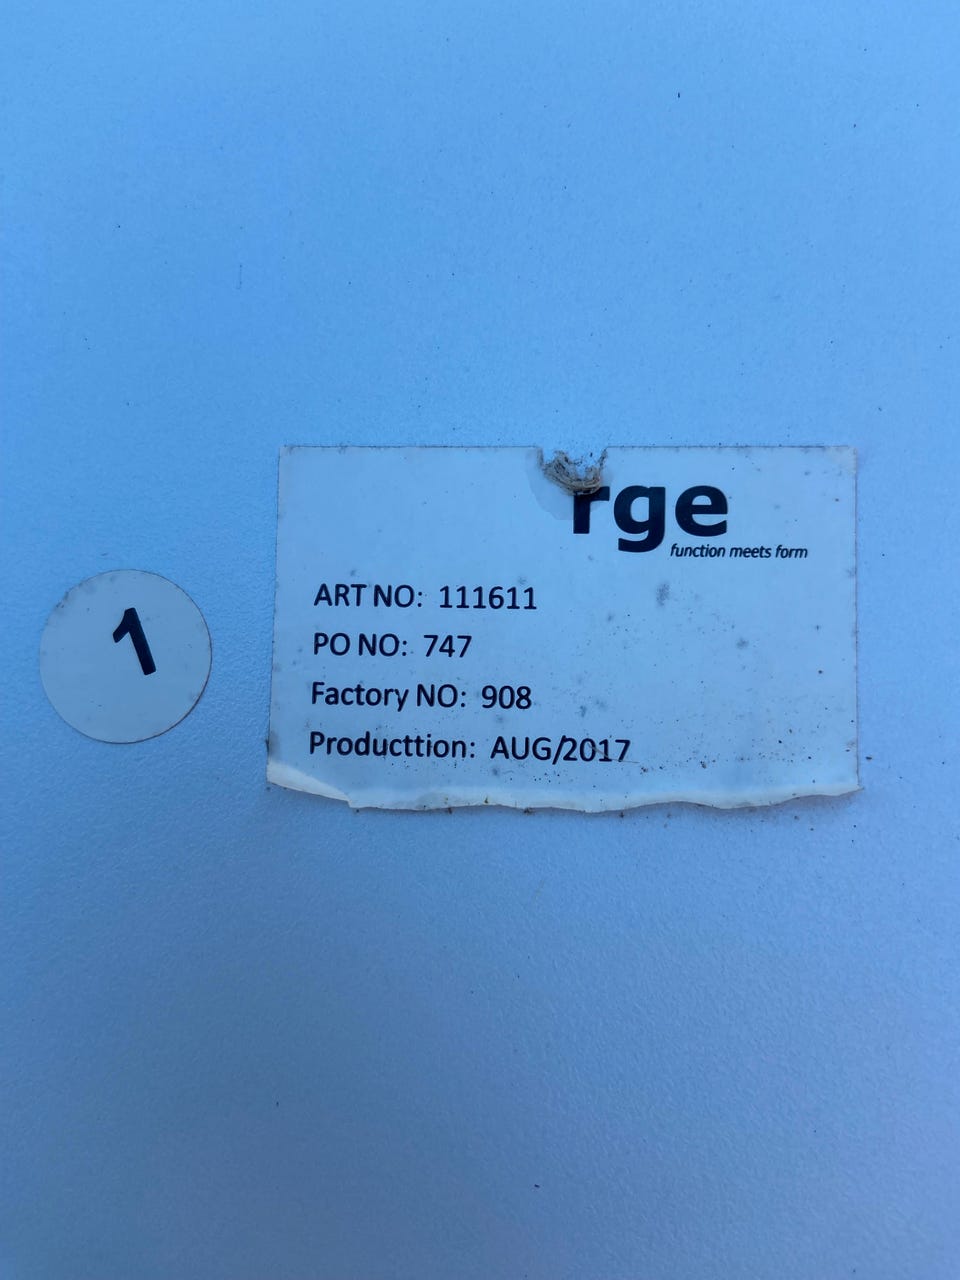 rge
function meets form
1
ART NO: 111611
PO NO: 747
Factory NO: 908
Producttion: AUG/2017